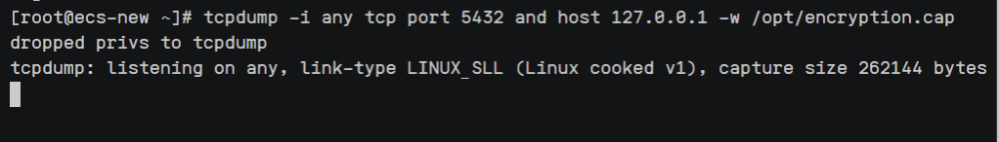 [root@ecs-new ~]# tcpdump -i any tcp port 5432 and host 127.0.0.1 -w /opt/encryption.cap
dropped privs to tcpdump
tcpdump: listening on any, link-type LINUX_SLL (Linux cooked v1), capture size 262144 bytes